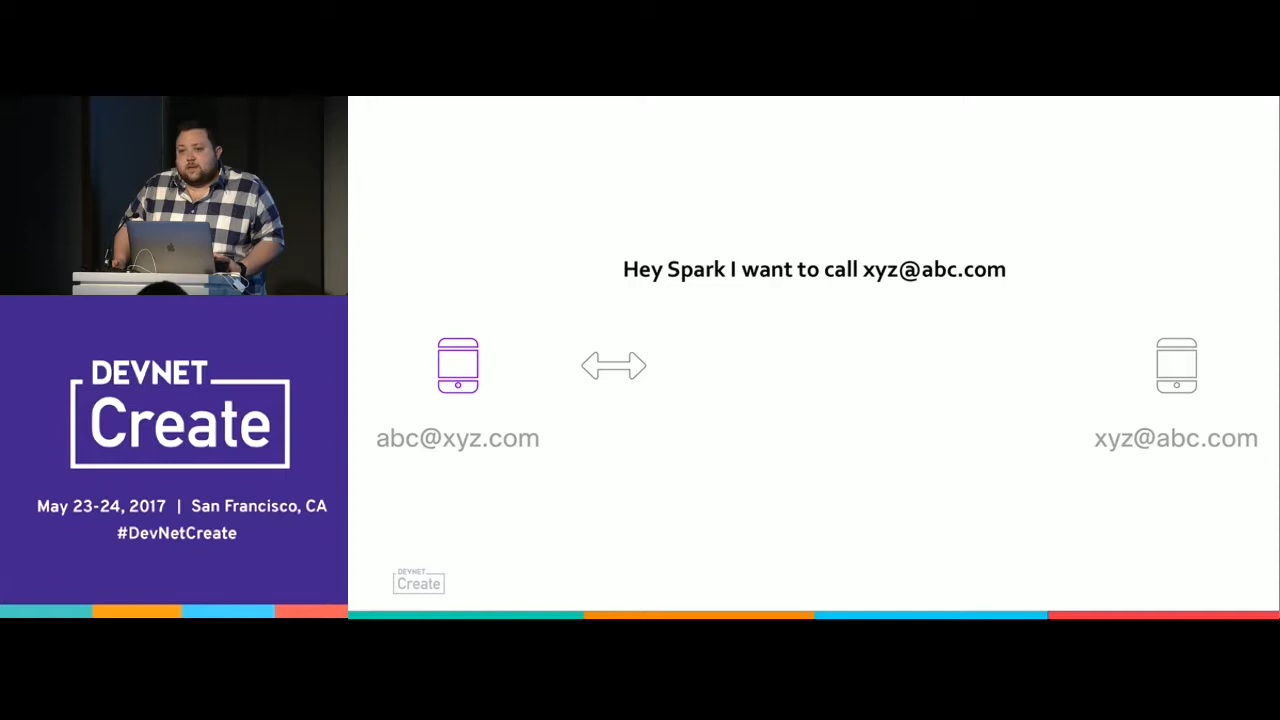 DEVNET
Create
May 23-24, 2017 | San Francisco, CA
#DevNetCreate
Hey Spark I want to call xyz@abc.com
abc@xyz.com
xyz@abc.com
DEVNET
Create